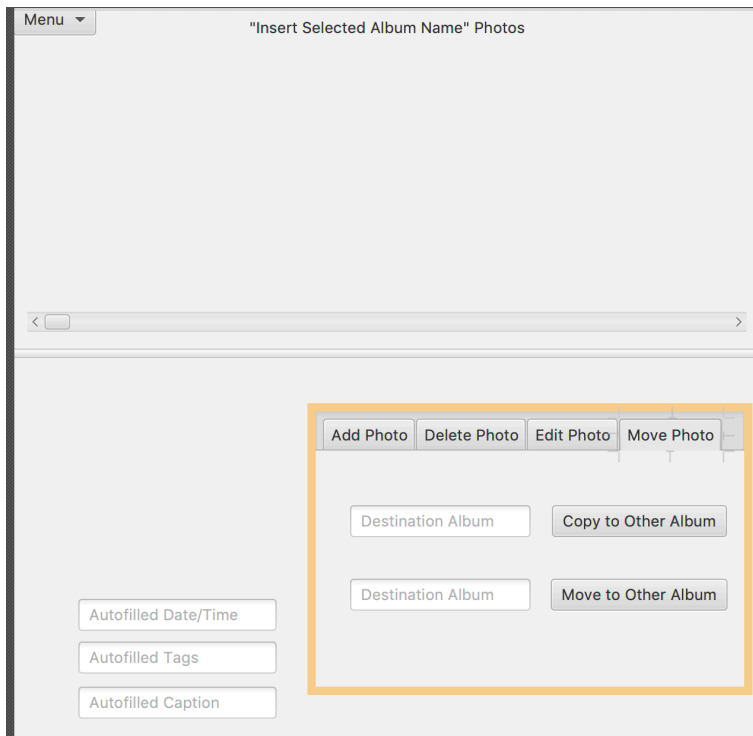 Menu
"Insert Selected Album Name" Photos
Add Photo Delete Photo Edit Photo Move Photo
Destination Album Copy to Other Album
Destination Album Move to Other Album
Autofilled Date/Time
Autofilled Tags
Autofilled Caption